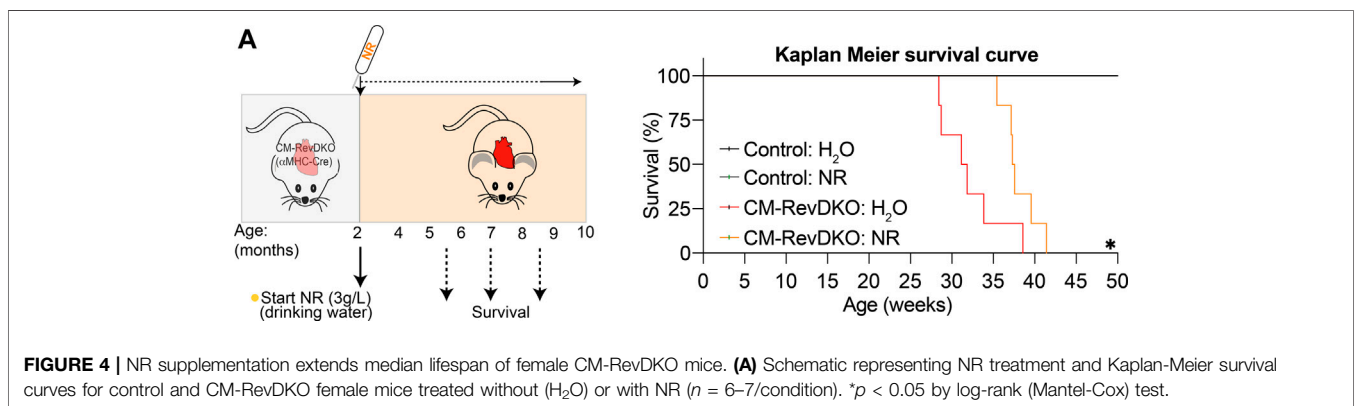 A
NR
CM-RevDKO
(αMHC-Cre)
Age:
(months)
2 4 5 6 7 8 9 10
Start NR (3g/L)
(drinking water)
Survival
Kaplan Meier survival curve
Survival (%)
100
75
50
25
0
Control: H₂O
Control: NR
CM-RevDKO: H₂O
CM-RevDKO: NR
*
0 5 10 15 20 25 30 35 40 45 50
Age (weeks)
FIGURE 4 | NR supplementation extends median lifespan of female CM-RevDKO mice. (A) Schematic representing NR treatment and Kaplan-Meier survival
curves for control and CM-RevDKO female mice treated without (H₂O) or with NR (n = 6–7/condition). *p < 0.05 by log-rank (Mantel-Cox) test.